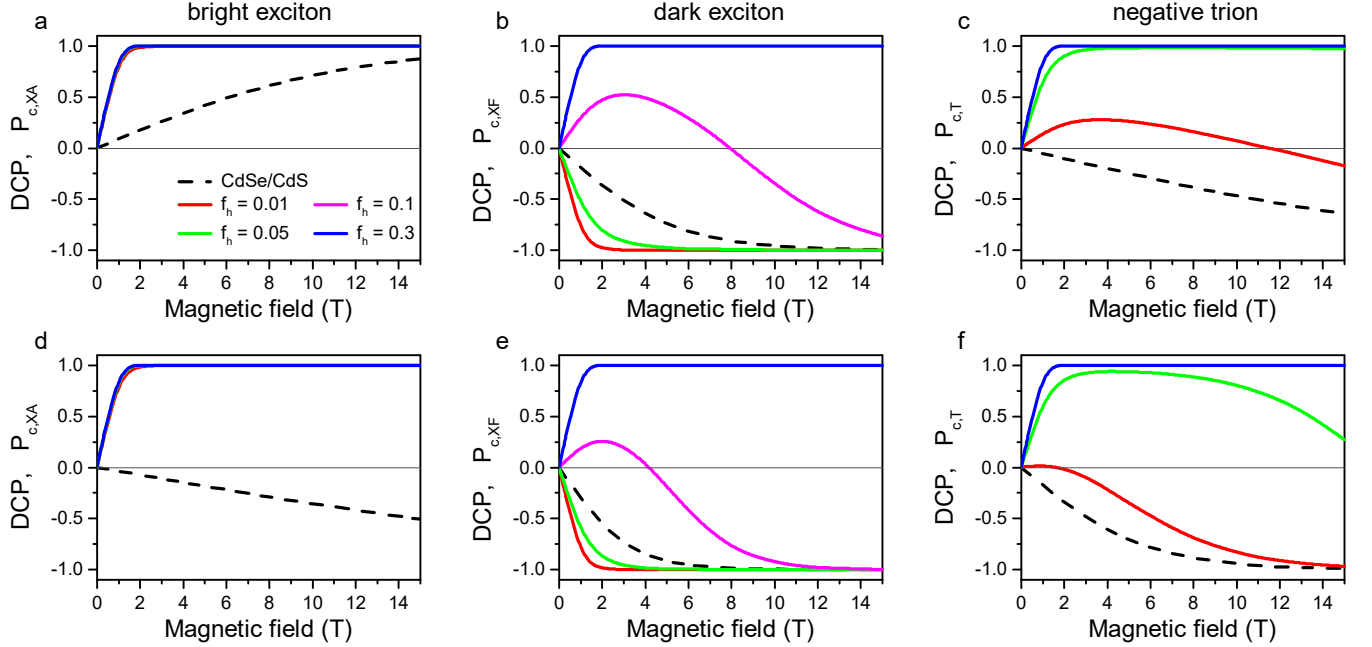 bright exciton
dark exciton
negative trion
a
1.0
0.5
0.0
-0.5
-1.0
DCP, P_c,XA
CdSe/CdS
f_h = 0.01
f_h = 0.1
f_h = 0.05
f_h = 0.3
0 2 4 6 8 10 12 14
Magnetic field (T)
b
1.0
0.5
0.0
-0.5
-1.0
DCP, P_c,XF
0 2 4 6 8 10 12 14
Magnetic field (T)
c
1.0
0.5
0.0
-0.5
-1.0
DCP, P_c,T
0 2 4 6 8 10 12 14
Magnetic field (T)
d
1.0
0.5
0.0
-0.5
-1.0
DCP, P_c,XA
0 2 4 6 8 10 12 14
Magnetic field (T)
e
1.0
0.5
0.0
-0.5
-1.0
DCP, P_c,XF
0 2 4 6 8 10 12 14
Magnetic field (T)
f
1.0
0.5
0.0
-0.5
-1.0
DCP, P_c,T
0 2 4 6 8 10 12 14
Magnetic field (T)